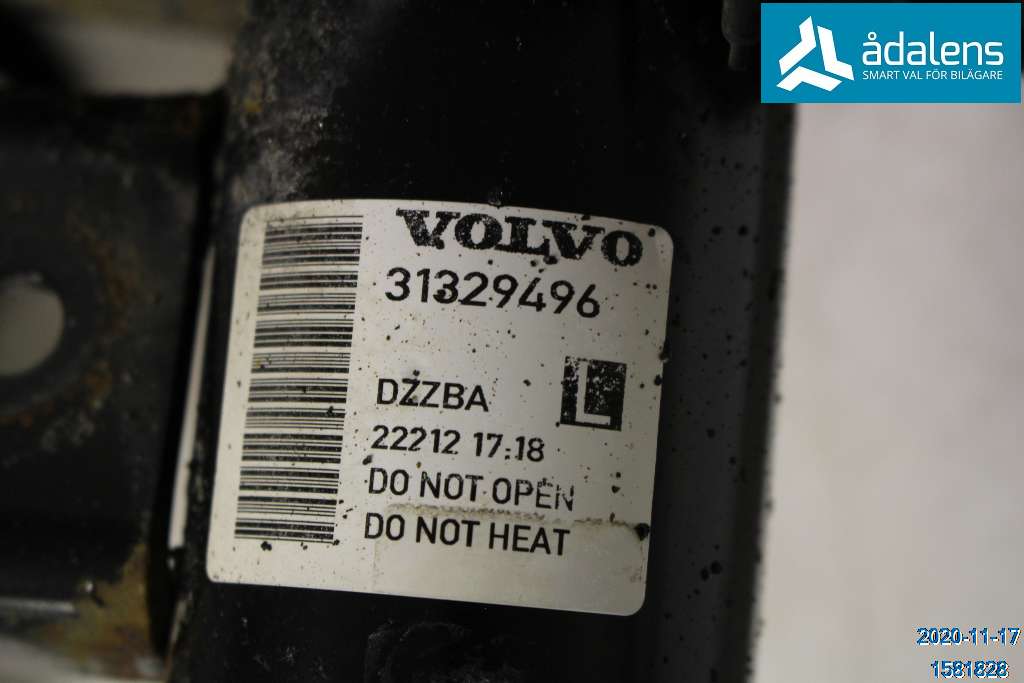 ådalens
SMART VAL FÖR BILÄGARE
VOLVO
31329496
DZZBA
L
22212 17:18
DO NOT OPEN
DO NOT HEAT
2020-11-17
1581828